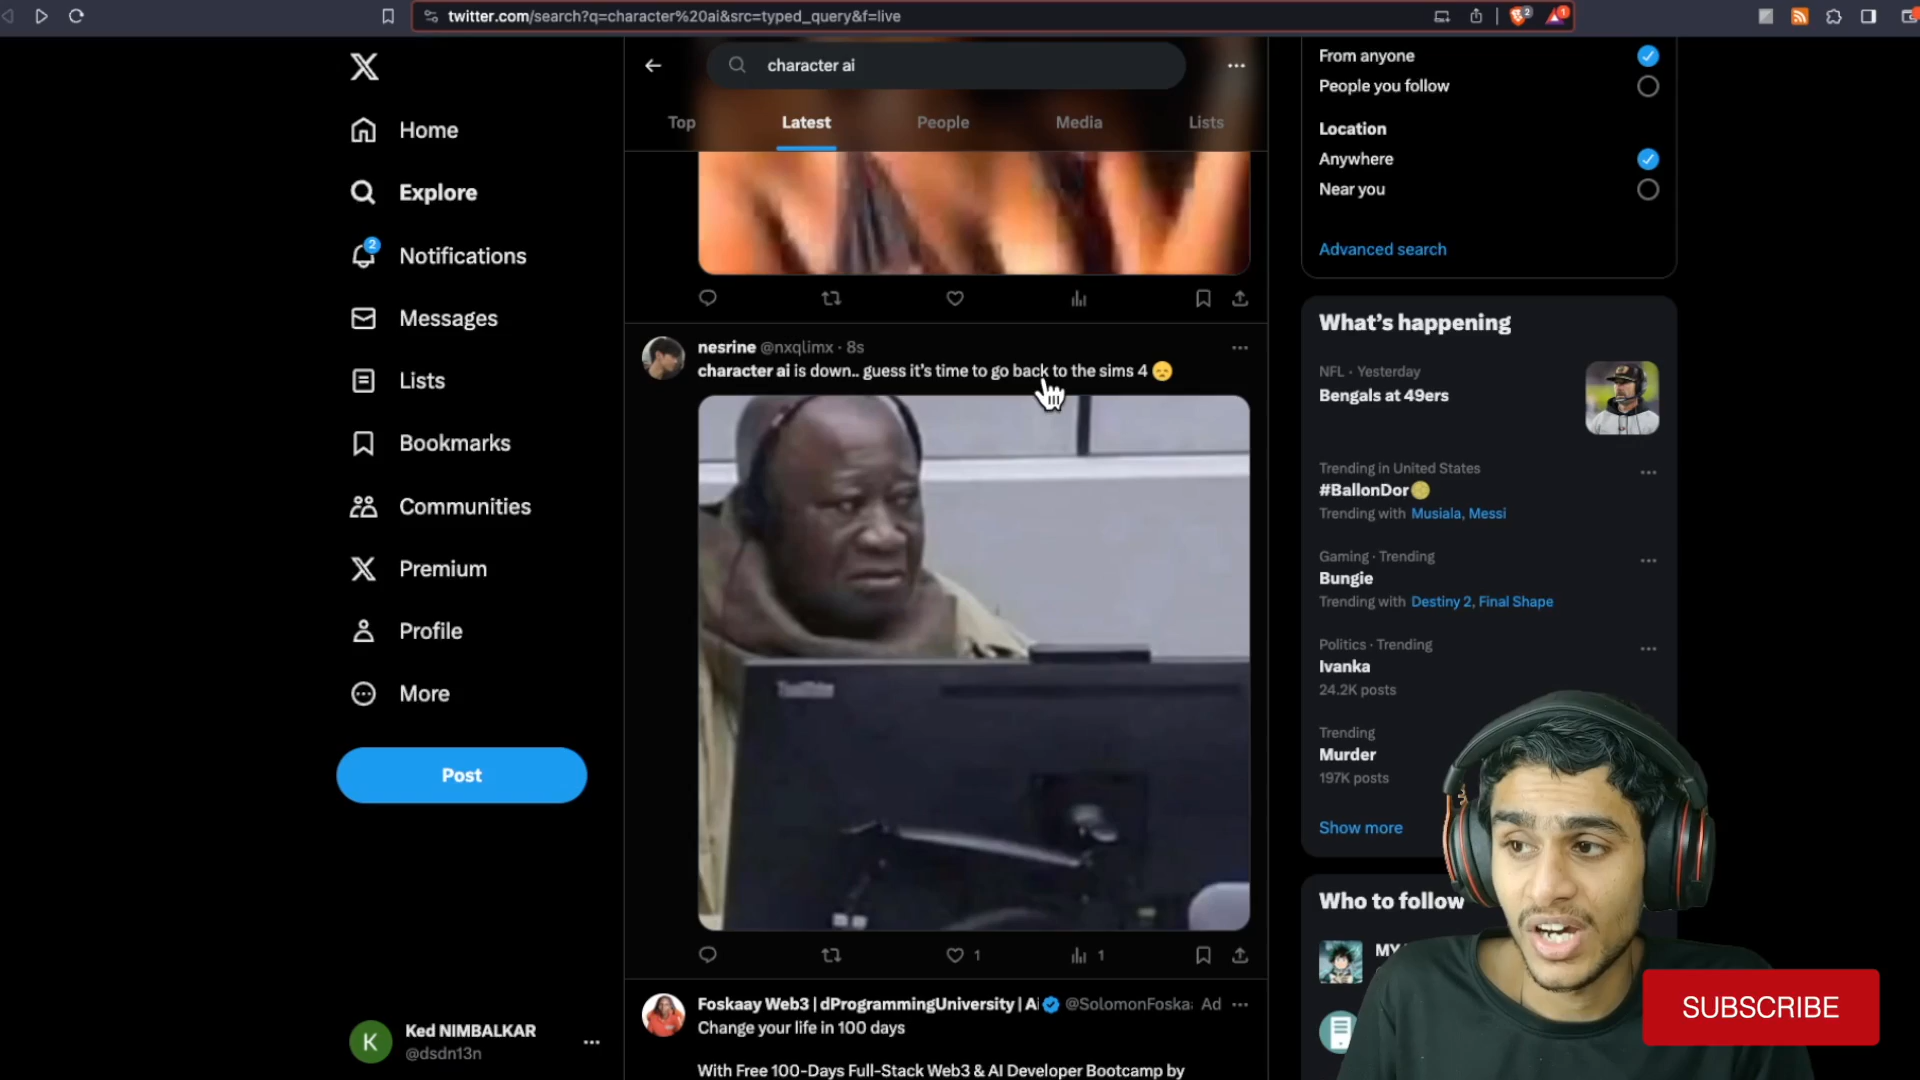 twitter.com/search?q=character%20ai&src=typed_query&f=live
2
1
character ai
Top
Latest
People
Media
Lists
Home
Explore
2
Notifications
Messages
Lists
Bookmarks
Communities
Premium
Profile
More
Post
Ked NIMBALKAR
@dsdn13n
K
nesrine @nxqlimx · 8s
character ai is down.. guess it's time to go back to the sims 4 😞
1
1
Foskaay Web3 | dProgrammingUniversity | Ai @SolomonFoska Ad
Change your life in 100 days
With Free 100-Days Full-Stack Web3 & AI Developer Bootcamp by
From anyone
People you follow
Location
Anywhere
Near you
Advanced search
What's happening
NFL · Yesterday
Bengals at 49ers
Trending in United States
#BallonDor
Trending with Musiala, Messi
Gaming · Trending
Bungie
Trending with Destiny 2, Final Shape
Politics · Trending
Ivanka
24.2K posts
Trending
Murder
197K posts
Show more
Who to follow
MY
SUBSCRIBE